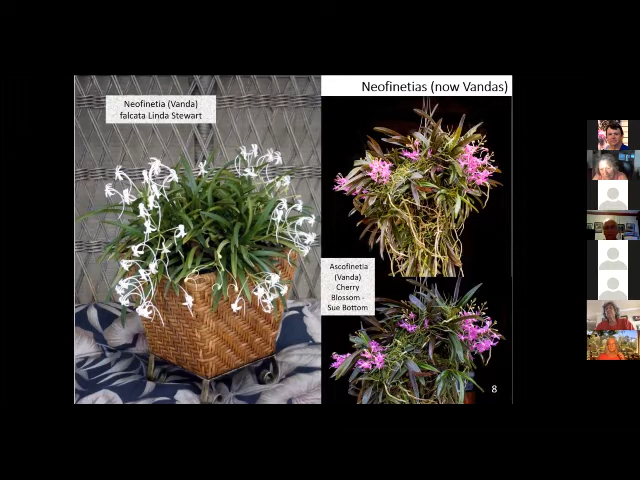 Neofinetias (now Vandas)
Neofinetia (Vanda)
falcata Linda Stewart
Ascofinetia
(Vanda)
Cherry
Blossom -
Sue Bottom
8